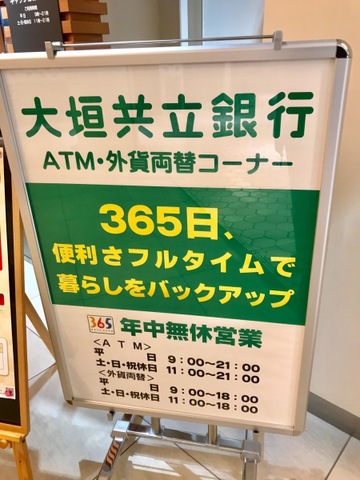 大垣共立銀行
ATM・外貨両替コーナー
365日、
便利さフルタイムで
暮らしをバックアップ
365 年中無休営業
<ATM>
平日 9:00〜21:00
土・日・祝休日 11:00〜21:00
<外貨両替>
平日 9:00〜18:00
土・日・祝休日 11:00〜18:00